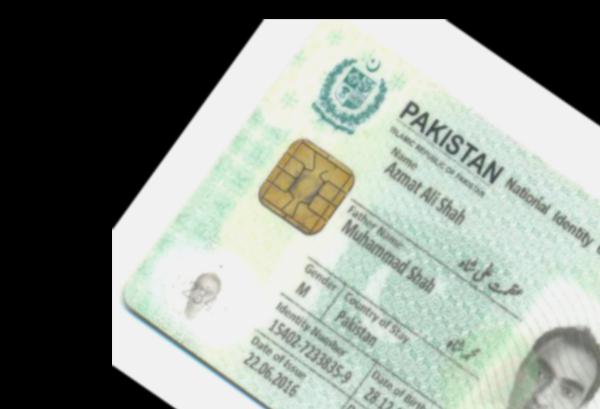 PAKISTAN National Identity
ISLAMIC REPUBLIC OF PAKISTAN
Name
Azmat Ali Shah
عظمت علی شاہ
Father Name
Muhammad Shah
محمد شاہ
Gender Country of Stay
M Pakistan
Identity Number Date of Birth
15402-7233835-9 28.12
Date of Issue
22.06.2016